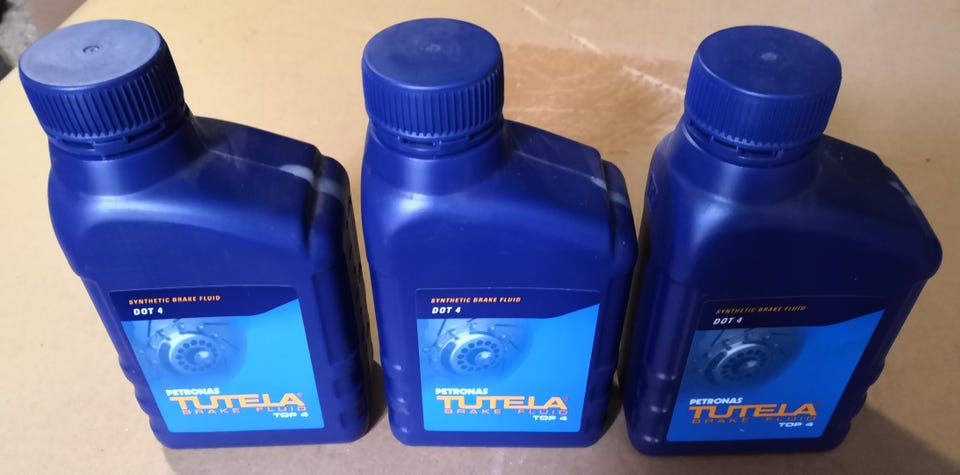 SYNTHETIC BRAKE FLUID
DOT 4
PETRONAS
TUTELA
BRAKE FLUID
TOP 4
SYNTHETIC BRAKE FLUID
DOT 4
PETRONAS
TUTELA
BRAKE FLUID
TOP 4
SYNTHETIC BRAKE FLUID
DOT 4
PETRONAS
TUTELA
BRAKE FLUID
TOP 4